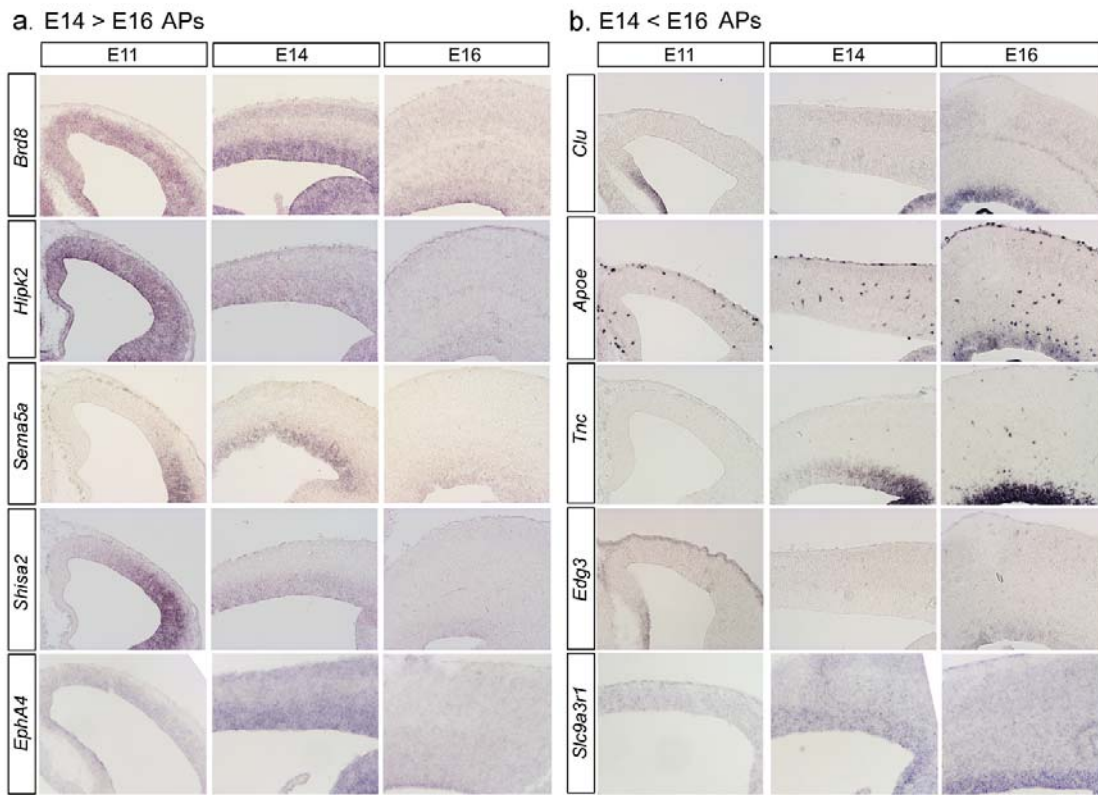 a. E14 > E16 APs
E11 E14 E16
Brd8
Hipk2
Sema5a
Shisa2
EphA4
b. E14 < E16 APs
E11 E14 E16
Clu
Apoe
Tnc
Edg3
Slc9a3r1